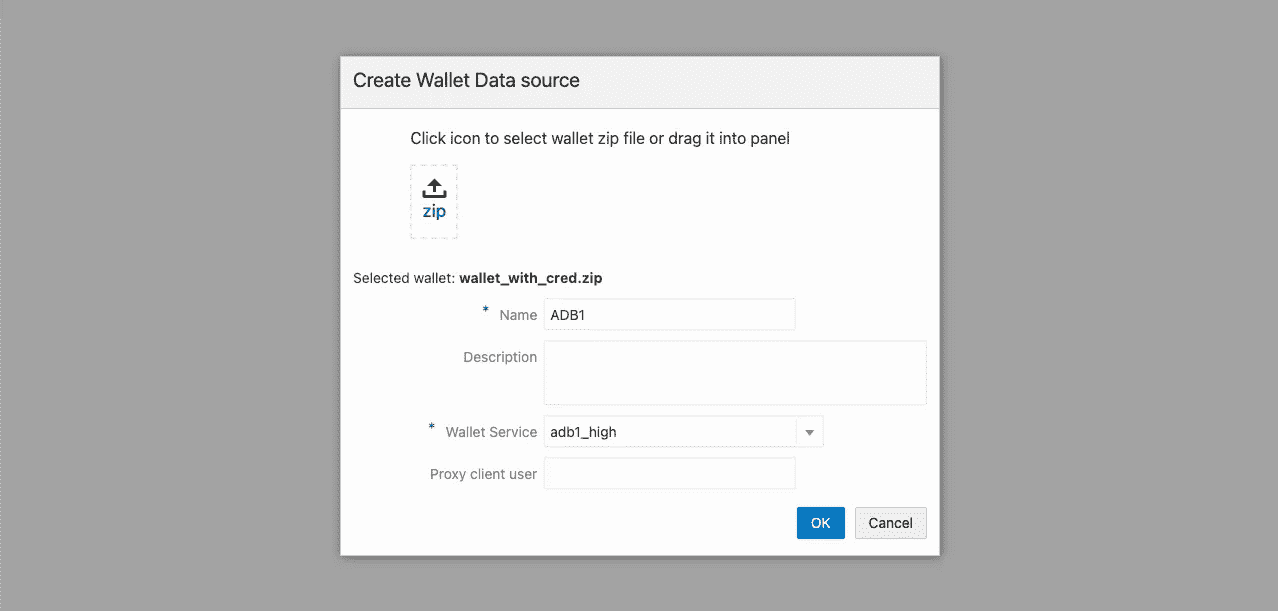 Create Wallet Data source
Click icon to select wallet zip file or drag it into panel
zip
Selected wallet: wallet_with_cred.zip
* Name ADB1
Description
* Wallet Service adb1_high
Proxy client user
OK Cancel